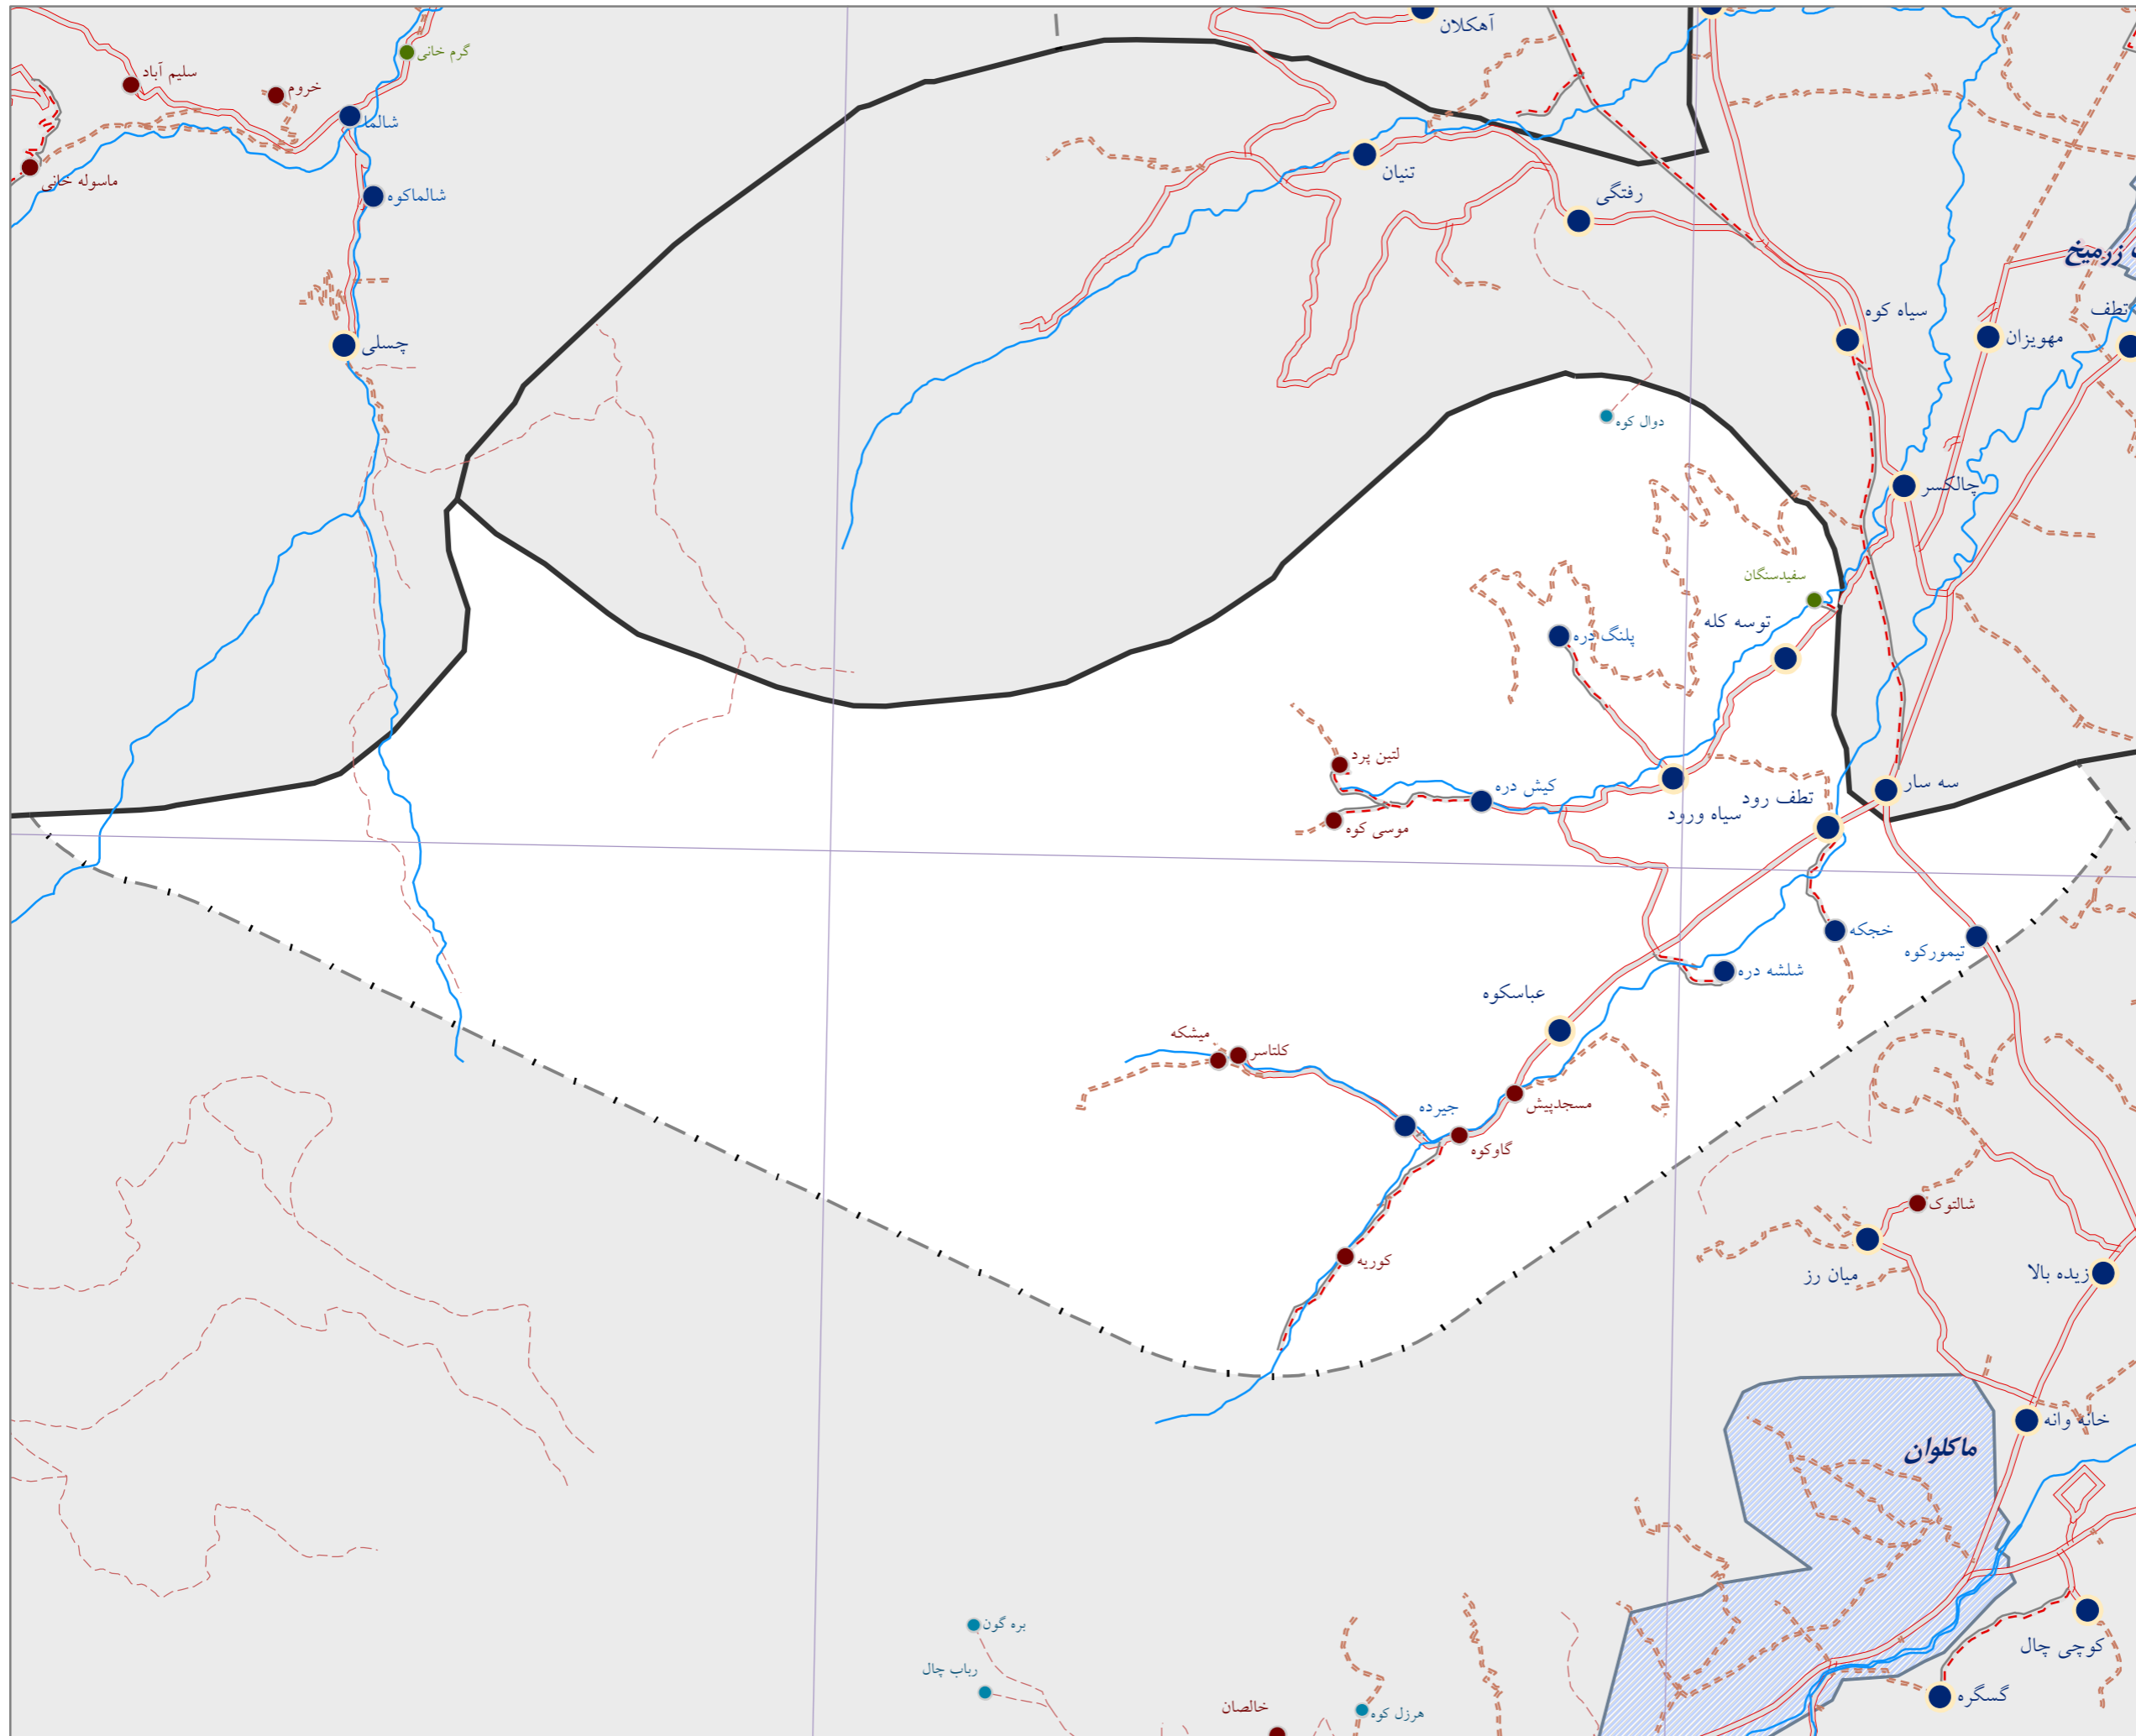 آهکلان
گرم خانی
سلیم آباد
خروم
شالما
ماسوله خانی
شالماکوه
تنیان
رفتگی
زرمیخ
سیاه کوه
تطف
مهویزان
چسلی
دوال کوه
چالکسر
سفیدسنگان
توسه کله
پلنگ دره
لتین پرد
کیش دره
سه سار
تطف رود
سیاه ورود
موسی کوه
خجکه
تیمورکوه
شلشه دره
عباسکوه
میشکه
کلتاسر
مسجدپیش
جیرده
گاوکوه
شالتوک
کوریه
میان رز
زیده بالا
خانه وانه
ماکلوان
بره گون
کوچی چال
رباب چال
گسگره
خالصان
هرزل کوه